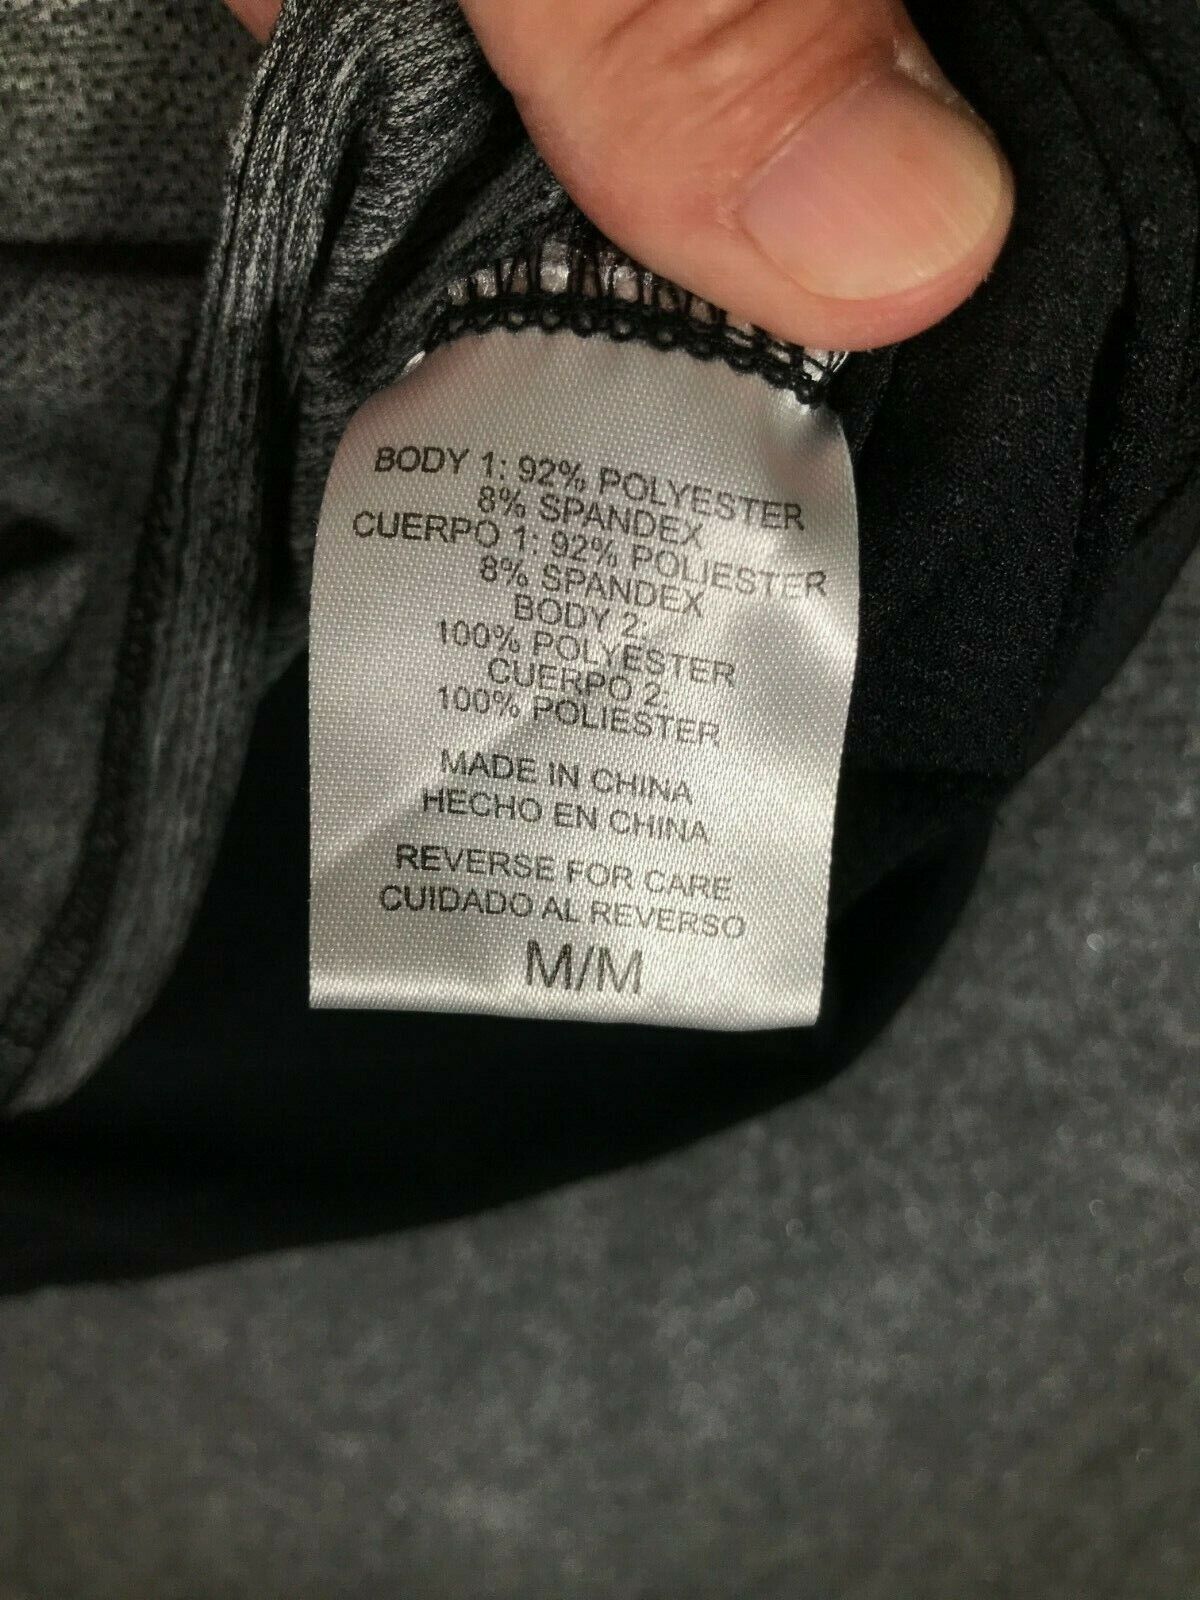 BODY 1: 92% POLYESTER
8% SPANDEX
CUERPO 1: 92% POLIESTER
8% SPANDEX
BODY 2:
100% POLYESTER
CUERPO 2:
100% POLIESTER
MADE IN CHINA
HECHO EN CHINA
REVERSE FOR CARE
CUIDADO AL REVERSO
M/M